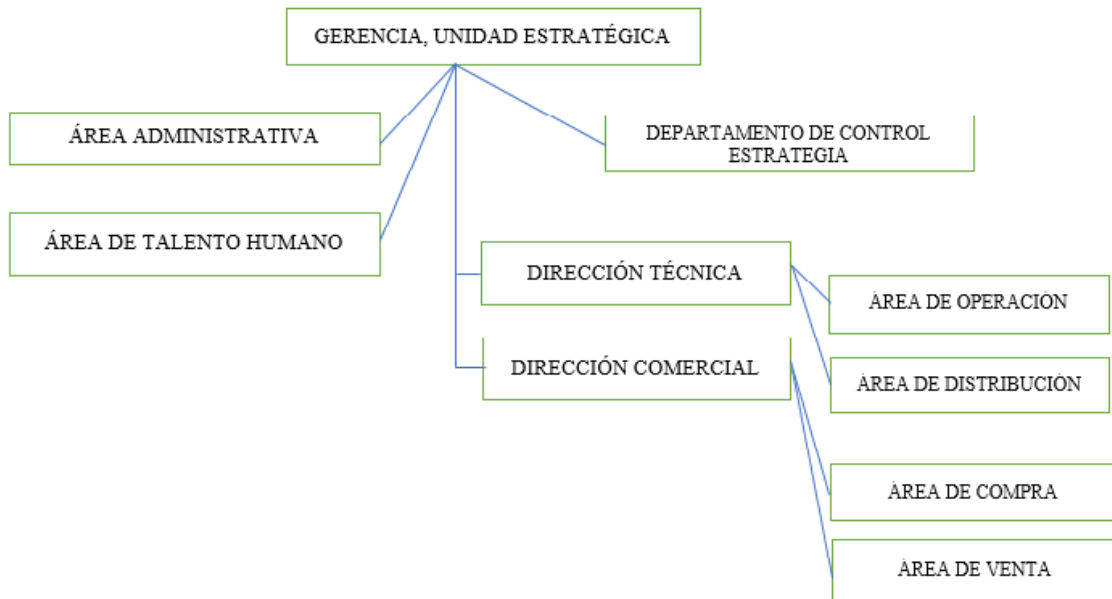 GERENCIA, UNIDAD ESTRATÉGICA
ÁREA ADMINISTRATIVA
DEPARTAMENTO DE CONTROL
ESTRATEGIA
ÁREA DE TALENTO HUMANO
DIRECCIÓN TÉCNICA
ÁREA DE OPERACIÓN
DIRECCIÓN COMERCIAL
ÁREA DE DISTRIBUCIÓN
ÁREA DE COMPRA
ÁREA DE VENTA